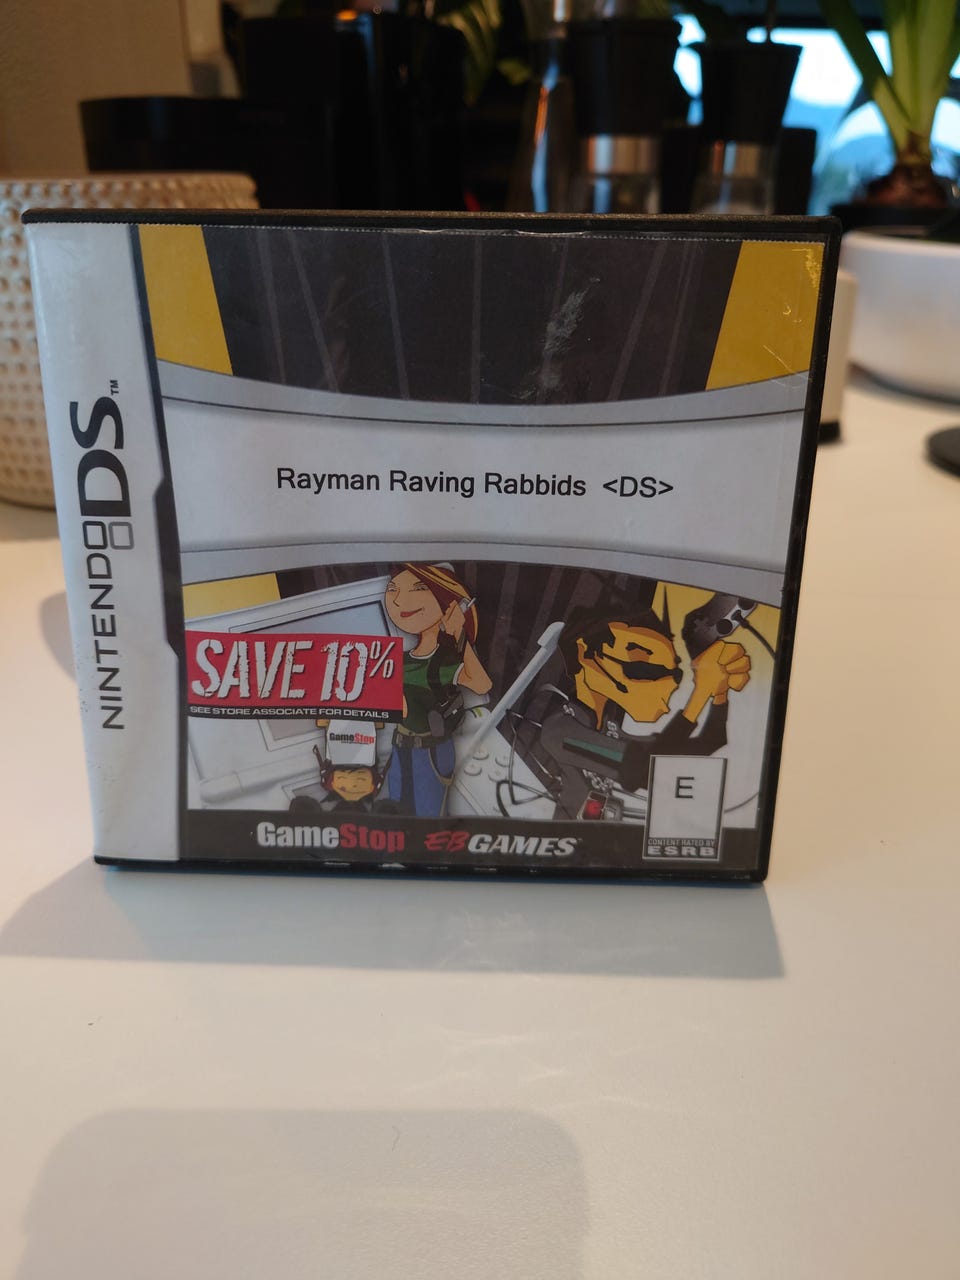 NINTENDO DS™
Rayman Raving Rabbids <DS>
SAVE 10%
SEE STORE ASSOCIATE FOR DETAILS
GameStop
GameStop EB GAMES
E
CONTENT RATED BY
ESRB